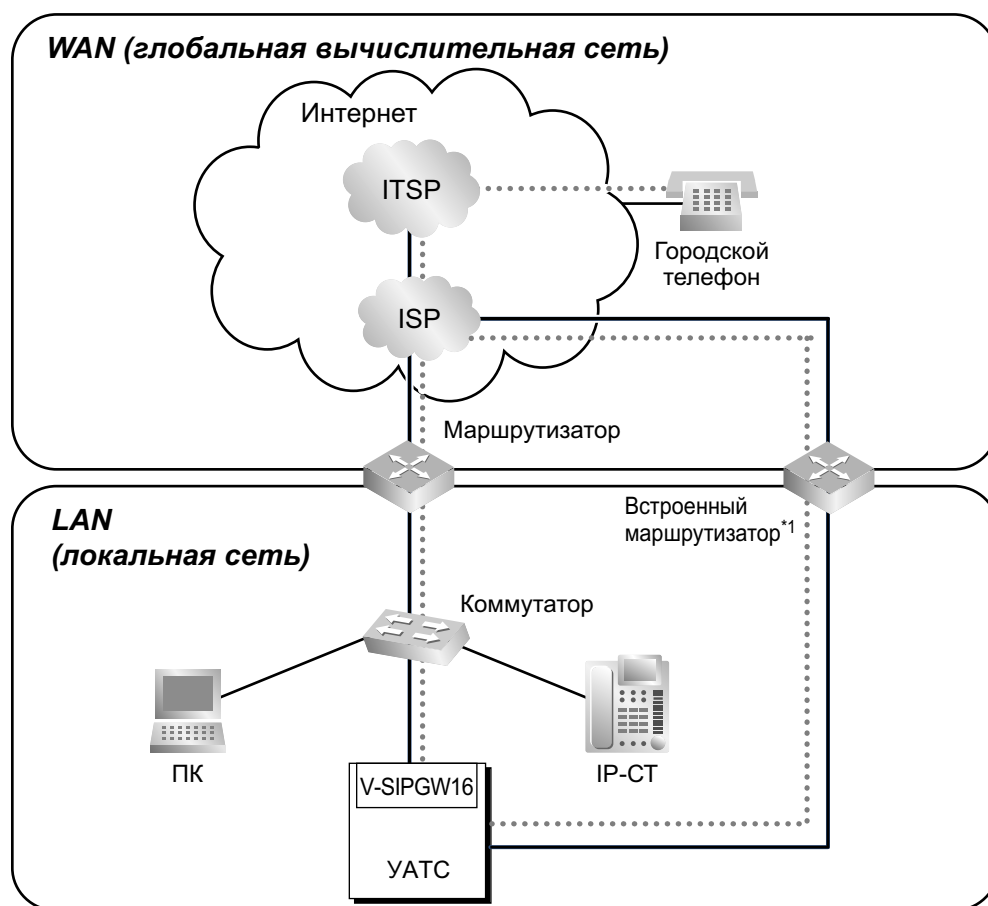 WAN (глобальная вычислительная сеть)
Интернет
ITSP
Городской
телефон
ISP
Маршрутизатор
Встроенный
маршрутизатор*1
LAN
(локальная сеть)
Коммутатор
ПК
IP-СТ
V-SIPGW16
УАТС